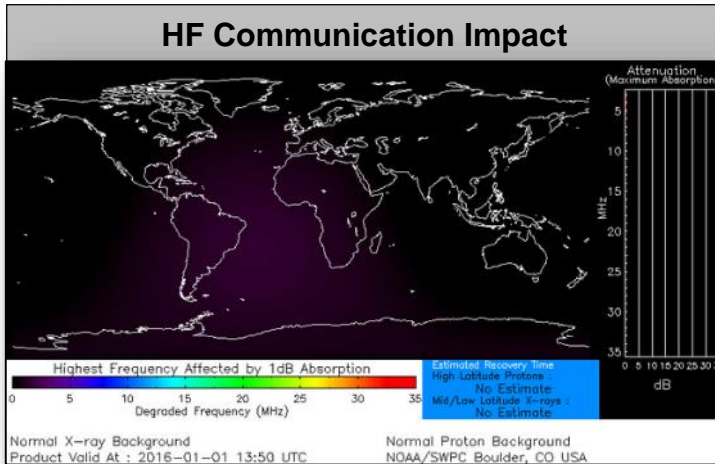 HF Communication Impact
Attenuation
(Maximum Absorption)
5
10
15
20
25
30
35
MHz
0 5 10 15 20 25 30
dB
Highest Frequency Affected by 1dB Absorption
0 5 10 15 20 25 30 35
Degraded Frequency (MHz)
Estimated Recovery Time
High Latitude Protons :
No Estimate
Mid/Low Latitude X-rays :
No Estimate
Normal X-ray Background
Normal Proton Background
Product Valid At : 2016-01-01 13:50 UTC
NOAA/SWPC Boulder, CO USA